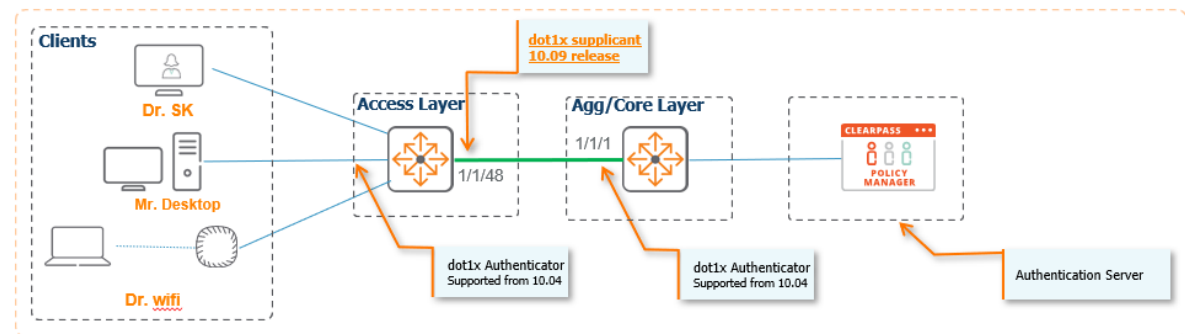 Clients
Dr. SK
Mr. Desktop
Dr. wifi
dot1x supplicant
10.09 release
Access Layer
1/1/48
Agg/Core Layer
1/1/1
CLEARPASS
POLICY
MANAGER
dot1x Authenticator
Supported from 10.04
dot1x Authenticator
Supported from 10.04
Authentication Server